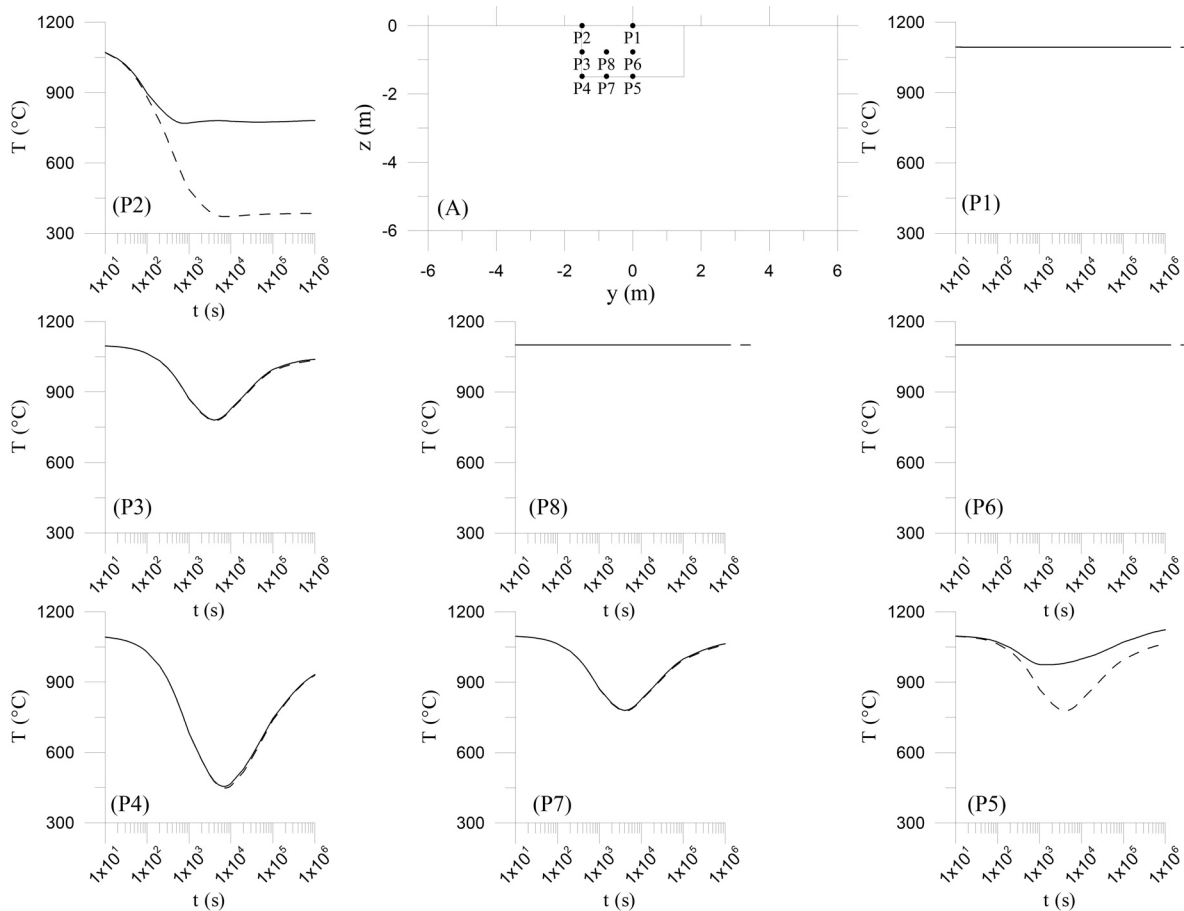 1200
900
600
300
T (°C)
(P2)
1x10¹
1x10²
1x10³
1x10⁴
1x10⁵
1x10⁶
t (s)
0
-2
-4
-6
z (m)
P2
P1
P3
P8
P6
P4
P7
P5
(A)
-6
-4
-2
0
2
4
6
y (m)
1200
900
600
300
T (°C)
(P1)
1x10¹
1x10²
1x10³
1x10⁴
1x10⁵
1x10⁶
1200
900
600
300
T (°C)
(P3)
1x10¹
1x10²
1x10³
1x10⁴
1x10⁵
1x10⁶
t (s)
1200
900
600
300
T (°C)
(P8)
1x10¹
1x10²
1x10³
1x10⁴
1x10⁵
1x10⁶
t (s)
1200
900
600
300
T (°C)
(P6)
1x10¹
1x10²
1x10³
1x10⁴
1x10⁵
1x10⁶
t (s)
1200
900
600
300
T (°C)
(P4)
1x10¹
1x10²
1x10³
1x10⁴
1x10⁵
1x10⁶
t (s)
1200
900
600
300
T (°C)
(P7)
1x10¹
1x10²
1x10³
1x10⁴
1x10⁵
1x10⁶
t (s)
1200
900
600
300
T (°C)
(P5)
1x10¹
1x10²
1x10³
1x10⁴
1x10⁵
1x10⁶
t (s)